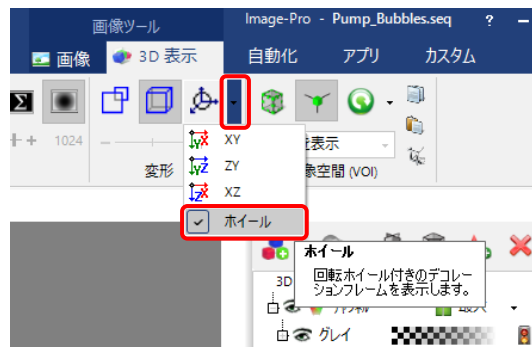 画像ツール
Image-Pro - Pump_Bubbles.seq ?
画像 3D 表示 自動化 アプリ カスタム
1024
変形
表示
象空間 (VOI)
XY
ZY
XZ
ホイール
ホイール
回転ホイール付きのデコレー
ションフレームを表示します。
3D
グレイ